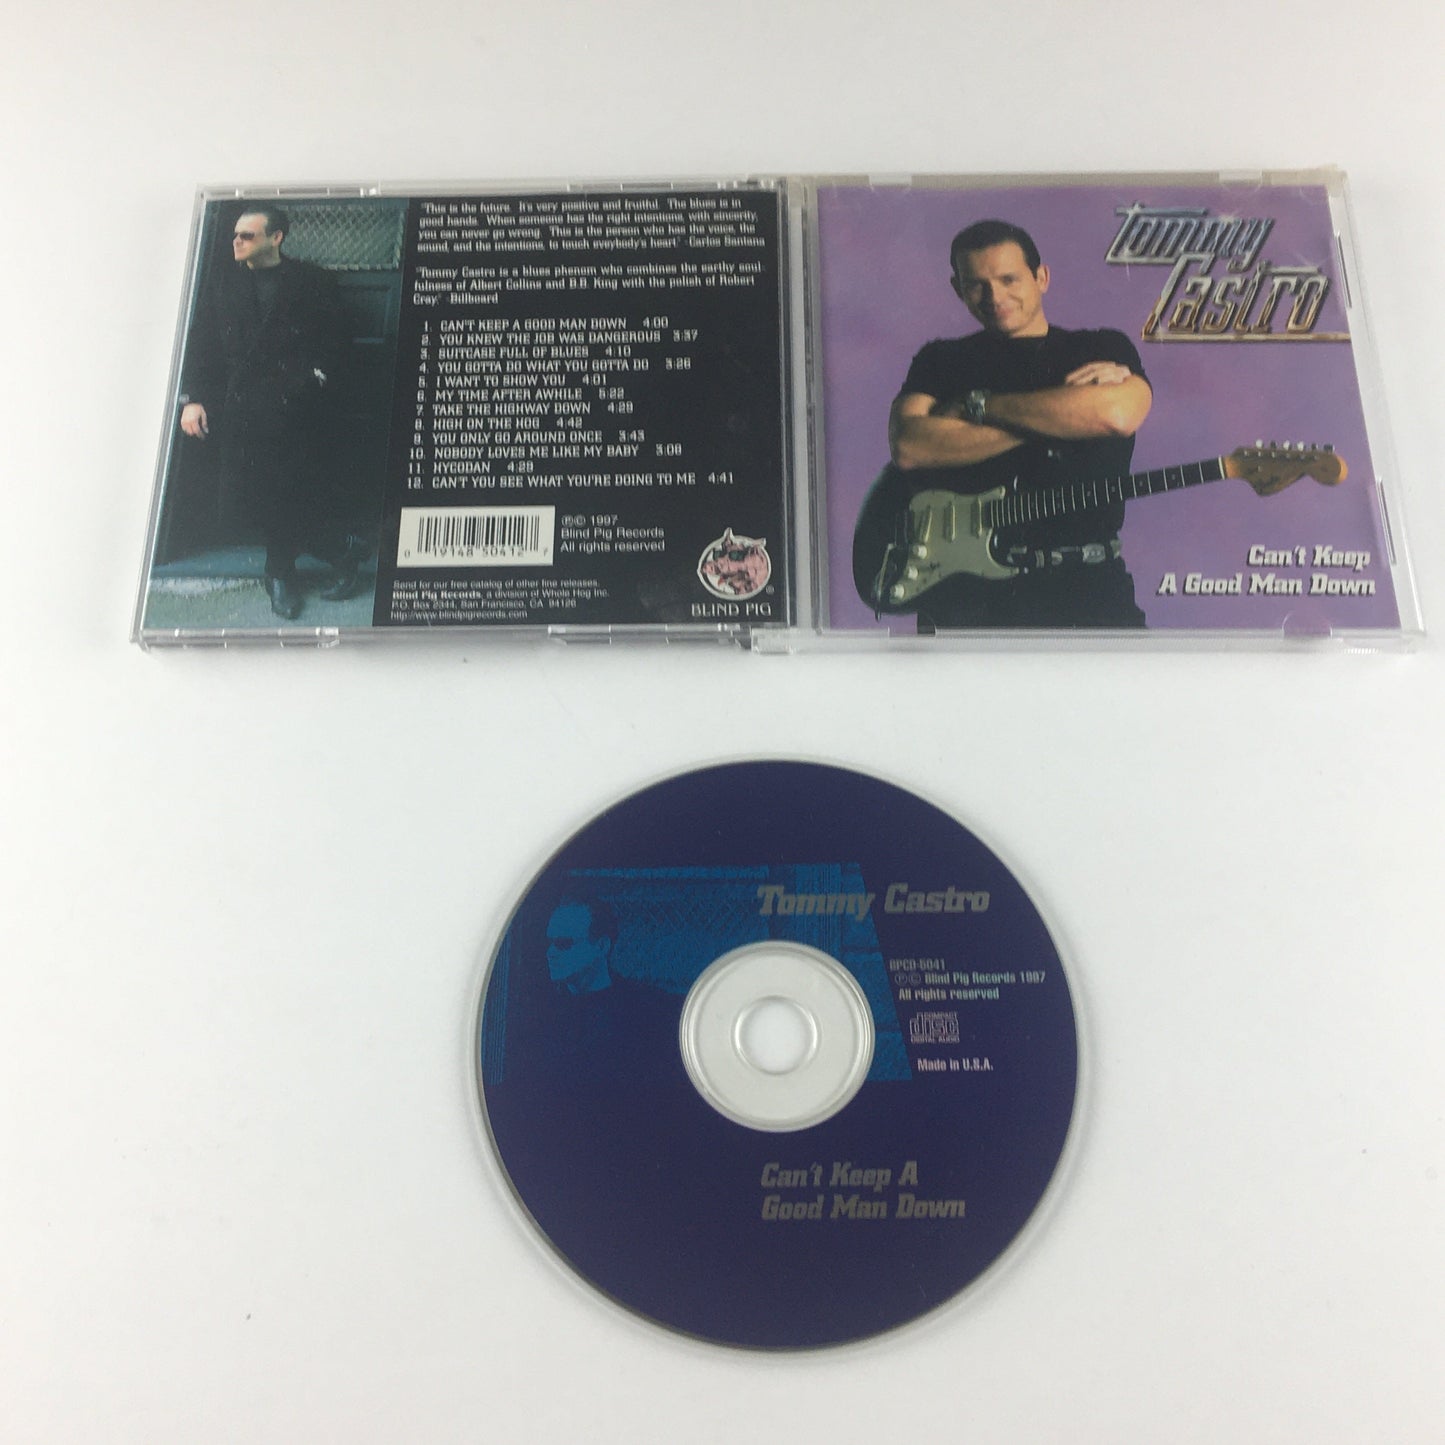 "This is the future. It's very positive and fruitful. The blues is in
good hands. When someone has the right intentions, with sincerity,
you can never go wrong. This is the person who has the voice, the
sound, and the intentions, to touch everybody's heart" -Carlos Santana
"Tommy Castro is a blues phenom who combines the earthy soul-
fulness of Albert Collins and B.B. King with the polish of Robert
Cray." -Billboard
1. CAN'T KEEP A GOOD MAN DOWN 4:00
2. YOU KNEW THE JOB WAS DANGEROUS 3:37
3. SUITCASE FULL OF BLUES 4:10
4. YOU GOTTA DO WHAT YOU GOTTA DO 3:26
5. I WANT TO SHOW YOU 4:01
6. MY TIME AFTER AWHILE 5:22
7. TAKE THE HIGHWAY DOWN 4:29
8. HIGH ON THE HOG 4:42
9. YOU ONLY GO AROUND ONCE 3:43
10. NOBODY LOVES ME LIKE MY BABY 3:08
11. HYCODAN 4:29
12. CAN'T YOU SEE WHAT YOU'RE DOING TO ME 4:41
0 19148 50412 7
℗© 1997
Blind Pig Records
All rights reserved
Send for our free catalog of other fine releases.
Blind Pig Records, a division of Whole Hog Inc.
P.O. Box 2344, San Francisco, CA 94126
http://www.blindpigrecords.com
®
BLIND PIG
Tommy
Castro
Can't Keep
A Good Man Down
Tommy Castro
BPCD-5041
℗© Blind Pig Records 1997
All rights reserved
COMPACT
disc
DIGITAL AUDIO
Made in U.S.A.
Can't Keep A
Good Man Down